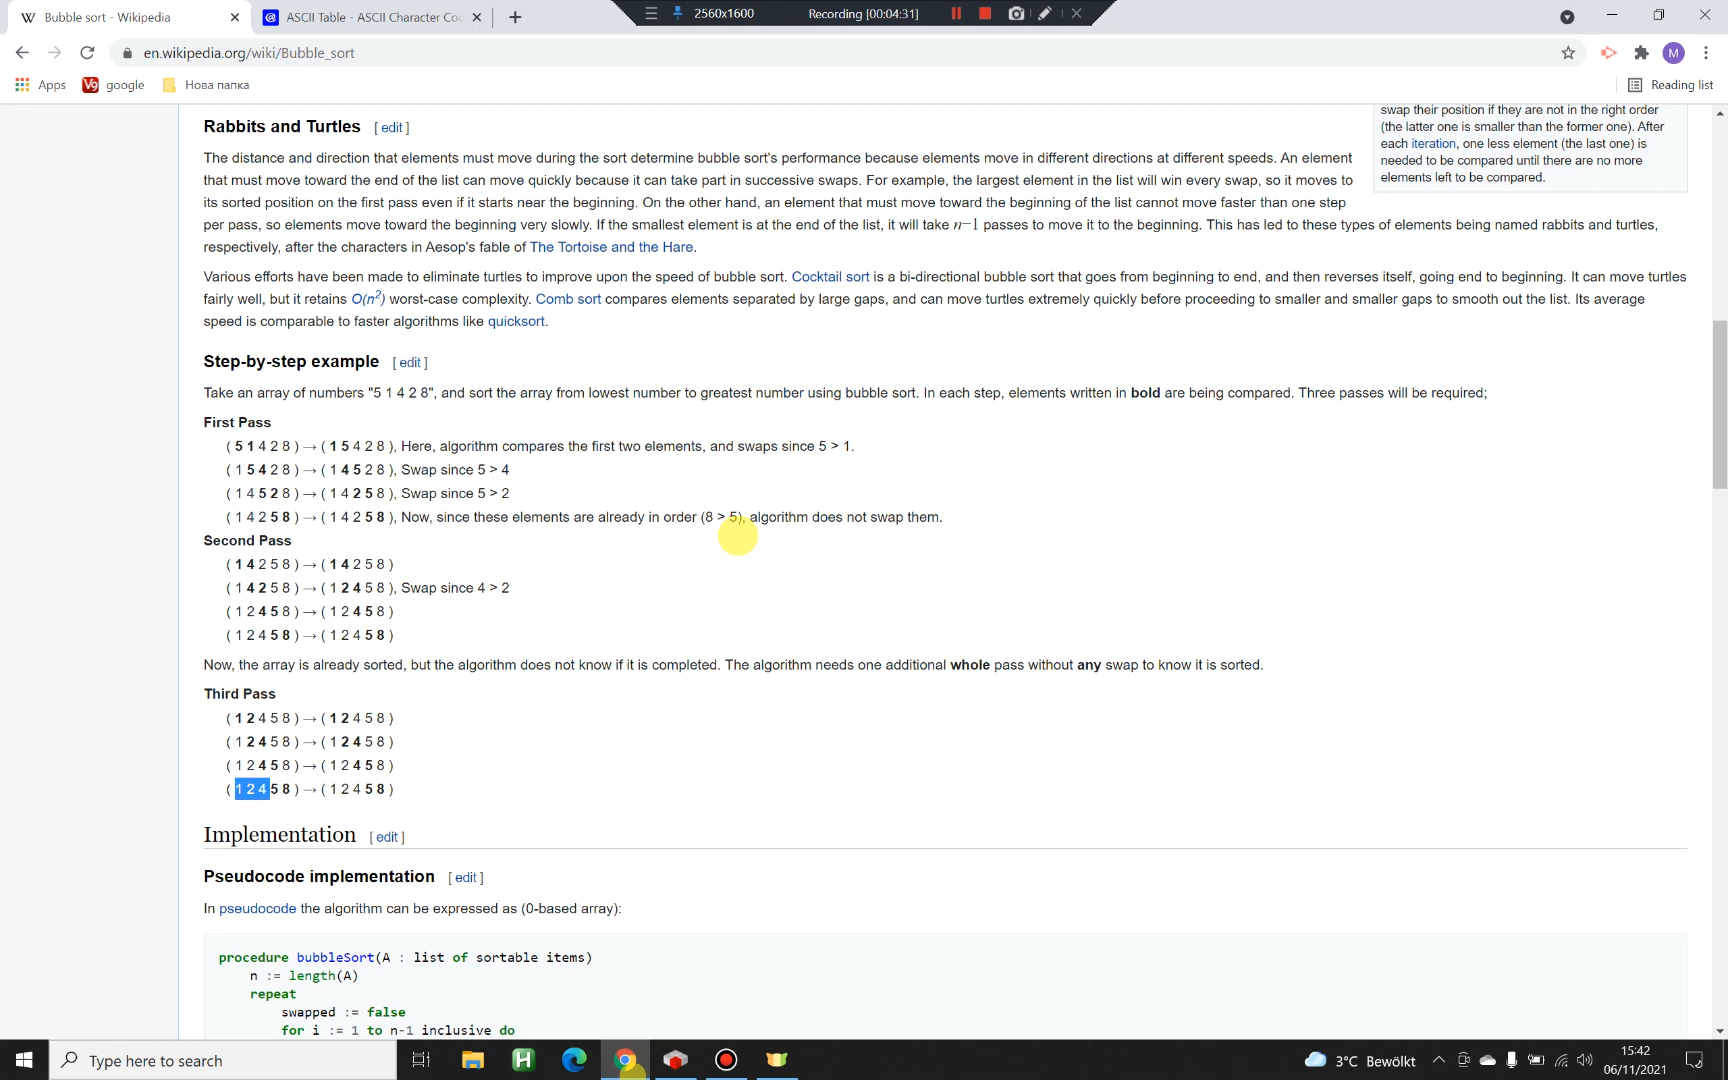 Bubble sort - Wikipedia
ASCII Table - ASCII Character Co
2560x1600
Recording [00:04:31]
en.wikipedia.org/wiki/Bubble_sort
M
Apps
Vg google
Нова папка
Reading list
swap their position if they are not in the right order
(the latter one is smaller than the former one). After
each iteration, one less element (the last one) is
needed to be compared until there are no more
elements left to be compared.
Rabbits and Turtles [ edit ]
The distance and direction that elements must move during the sort determine bubble sort's performance because elements move in different directions at different speeds. An element
that must move toward the end of the list can move quickly because it can take part in successive swaps. For example, the largest element in the list will win every swap, so it moves to
its sorted position on the first pass even if it starts near the beginning. On the other hand, an element that must move toward the beginning of the list cannot move faster than one step
per pass, so elements move toward the beginning very slowly. If the smallest element is at the end of the list, it will take n−1 passes to move it to the beginning. This has led to these types of elements being named rabbits and turtles,
respectively, after the characters in Aesop's fable of The Tortoise and the Hare.
Various efforts have been made to eliminate turtles to improve upon the speed of bubble sort. Cocktail sort is a bi-directional bubble sort that goes from beginning to end, and then reverses itself, going end to beginning. It can move turtles
fairly well, but it retains O(n²) worst-case complexity. Comb sort compares elements separated by large gaps, and can move turtles extremely quickly before proceeding to smaller and smaller gaps to smooth out the list. Its average
speed is comparable to faster algorithms like quicksort.
Step-by-step example [ edit ]
Take an array of numbers "5 1 4 2 8", and sort the array from lowest number to greatest number using bubble sort. In each step, elements written in bold are being compared. Three passes will be required;
First Pass
( 5 1 4 2 8 ) → ( 1 5 4 2 8 ), Here, algorithm compares the first two elements, and swaps since 5 > 1.
( 1 5 4 2 8 ) → ( 1 4 5 2 8 ), Swap since 5 > 4
( 1 4 5 2 8 ) → ( 1 4 2 5 8 ), Swap since 5 > 2
( 1 4 2 5 8 ) → ( 1 4 2 5 8 ), Now, since these elements are already in order (8 > 5), algorithm does not swap them.
Second Pass
( 1 4 2 5 8 ) → ( 1 4 2 5 8 )
( 1 4 2 5 8 ) → ( 1 2 4 5 8 ), Swap since 4 > 2
( 1 2 4 5 8 ) → ( 1 2 4 5 8 )
( 1 2 4 5 8 ) → ( 1 2 4 5 8 )
Now, the array is already sorted, but the algorithm does not know if it is completed. The algorithm needs one additional whole pass without any swap to know it is sorted.
Third Pass
( 1 2 4 5 8 ) → ( 1 2 4 5 8 )
( 1 2 4 5 8 ) → ( 1 2 4 5 8 )
( 1 2 4 5 8 ) → ( 1 2 4 5 8 )
( 1 2 4 5 8 ) → ( 1 2 4 5 8 )
Implementation [ edit ]
Pseudocode implementation [ edit ]
In pseudocode the algorithm can be expressed as (0-based array):
procedure bubbleSort(A : list of sortable items)
n := length(A)
repeat
swapped := false
for i := 1 to n-1 inclusive do
Type here to search
3°C Bewölkt
15:42
06/11/2021